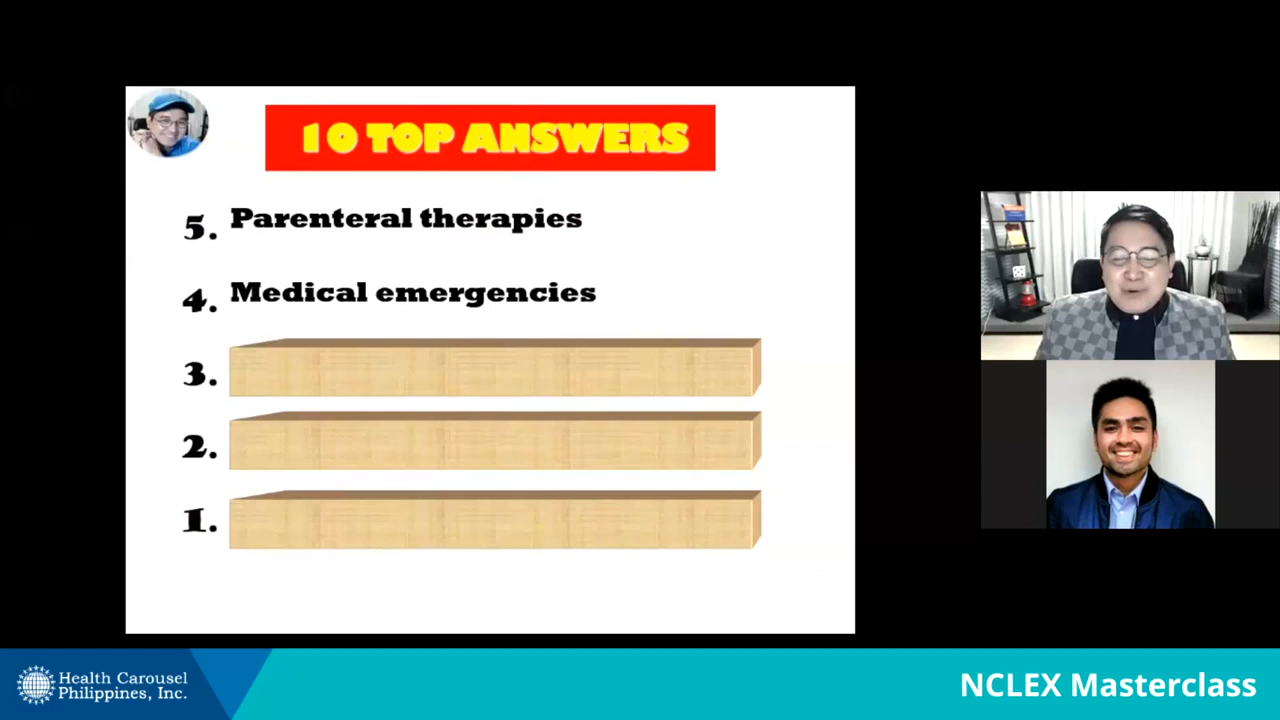 10 TOP ANSWERS
5. Parenteral therapies
4. Medical emergencies
3.
2.
1.
Health Carousel
Philippines, Inc.
NCLEX Masterclass